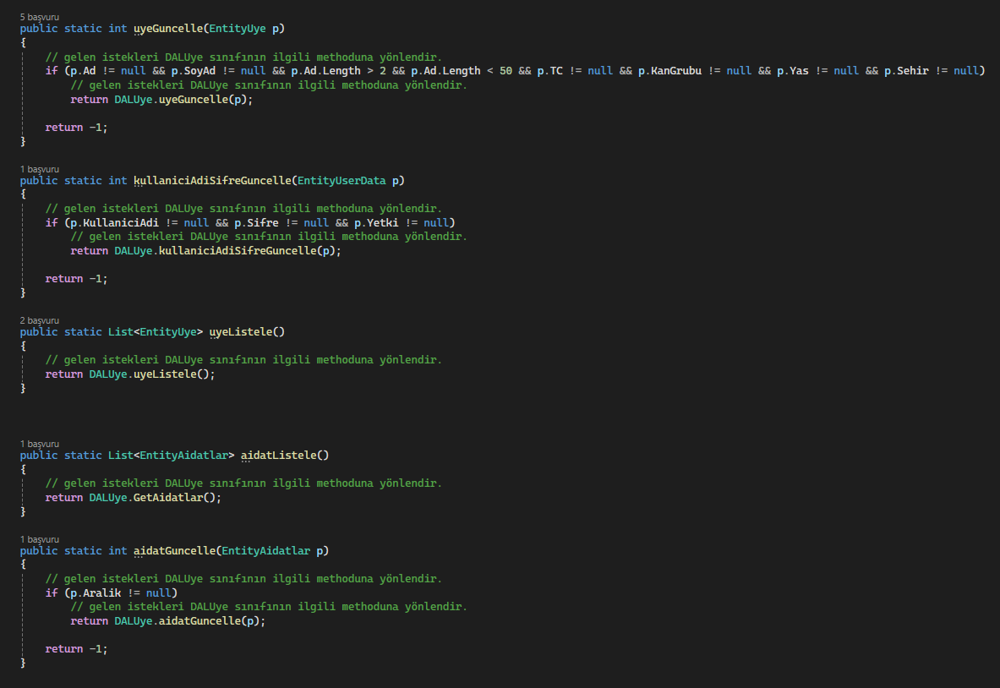 5 başvuru
public static int uyeGuncelle(EntityUye p)
{
// gelen istekleri DALUye sınıfının ilgili methoduna yönlendir.
if (p.Ad != null && p.SoyAd != null && p.Ad.Length > 2 && p.Ad.Length < 50 && p.TC != null && p.KanGrubu != null && p.Yas != null && p.Sehir != null)
// gelen istekleri DALUye sınıfının ilgili methoduna yönlendir.
return DALUye.uyeGuncelle(p);
return -1;
}
1 başvuru
public static int kullaniciAdiSifreGuncelle(EntityUserData p)
{
// gelen istekleri DALUye sınıfının ilgili methoduna yönlendir.
if (p.KullaniciAdi != null && p.Sifre != null && p.Yetki != null)
// gelen istekleri DALUye sınıfının ilgili methoduna yönlendir.
return DALUye.kullaniciAdiSifreGuncelle(p);
return -1;
}
2 başvuru
public static List<EntityUye> uyeListele()
{
// gelen istekleri DALUye sınıfının ilgili methoduna yönlendir.
return DALUye.uyeListele();
}
1 başvuru
public static List<EntityAidatlar> aidatListele()
{
// gelen istekleri DALUye sınıfının ilgili methoduna yönlendir.
return DALUye.GetAidatlar();
}
1 başvuru
public static int aidatGuncelle(EntityAidatlar p)
{
// gelen istekleri DALUye sınıfının ilgili methoduna yönlendir.
if (p.Aralik != null)
// gelen istekleri DALUye sınıfının ilgili methoduna yönlendir.
return DALUye.aidatGuncelle(p);
return -1;
}